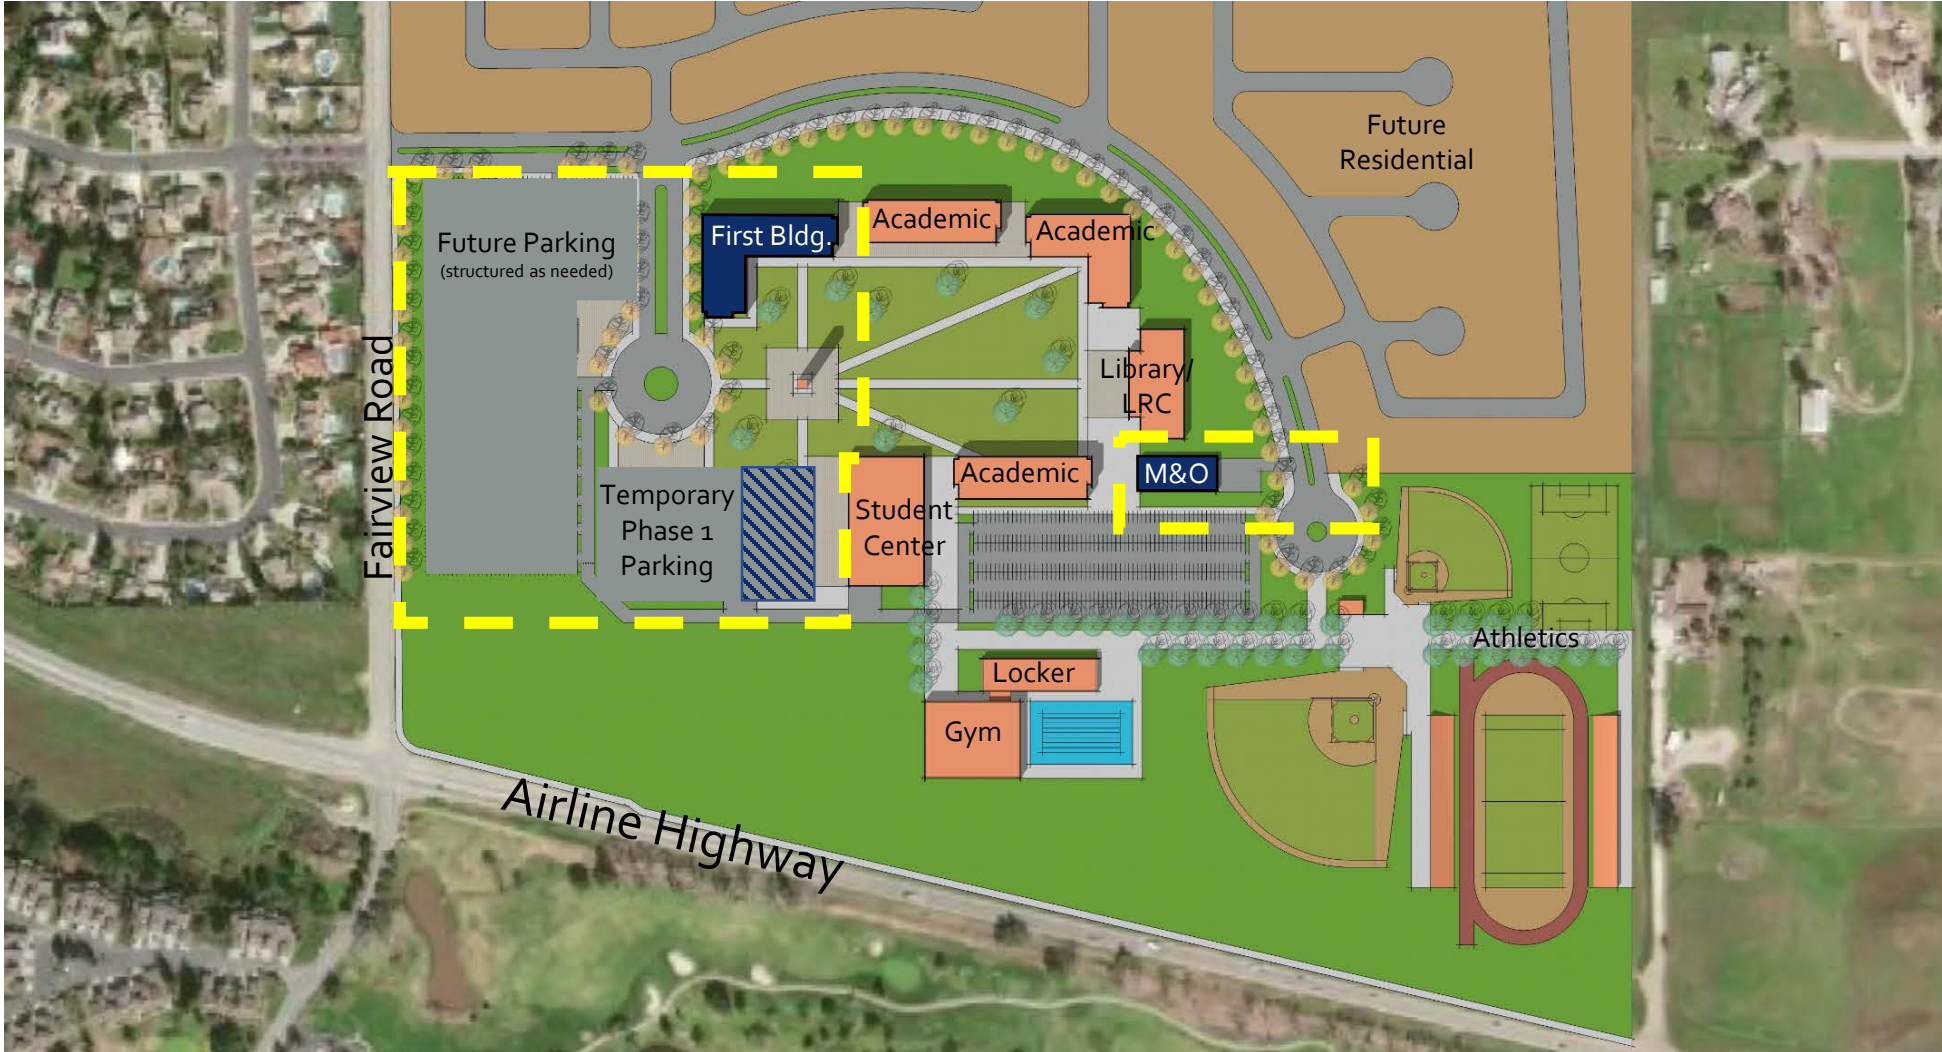 Future
Residential
Academic
Academic
First Bldg.
Future Parking
(structured as needed)
Library/
LRC
Fairview Road
M&O
Academic
Temporary
Phase 1
Parking
Student
Center
Athletics
Locker
Gym
Airline Highway